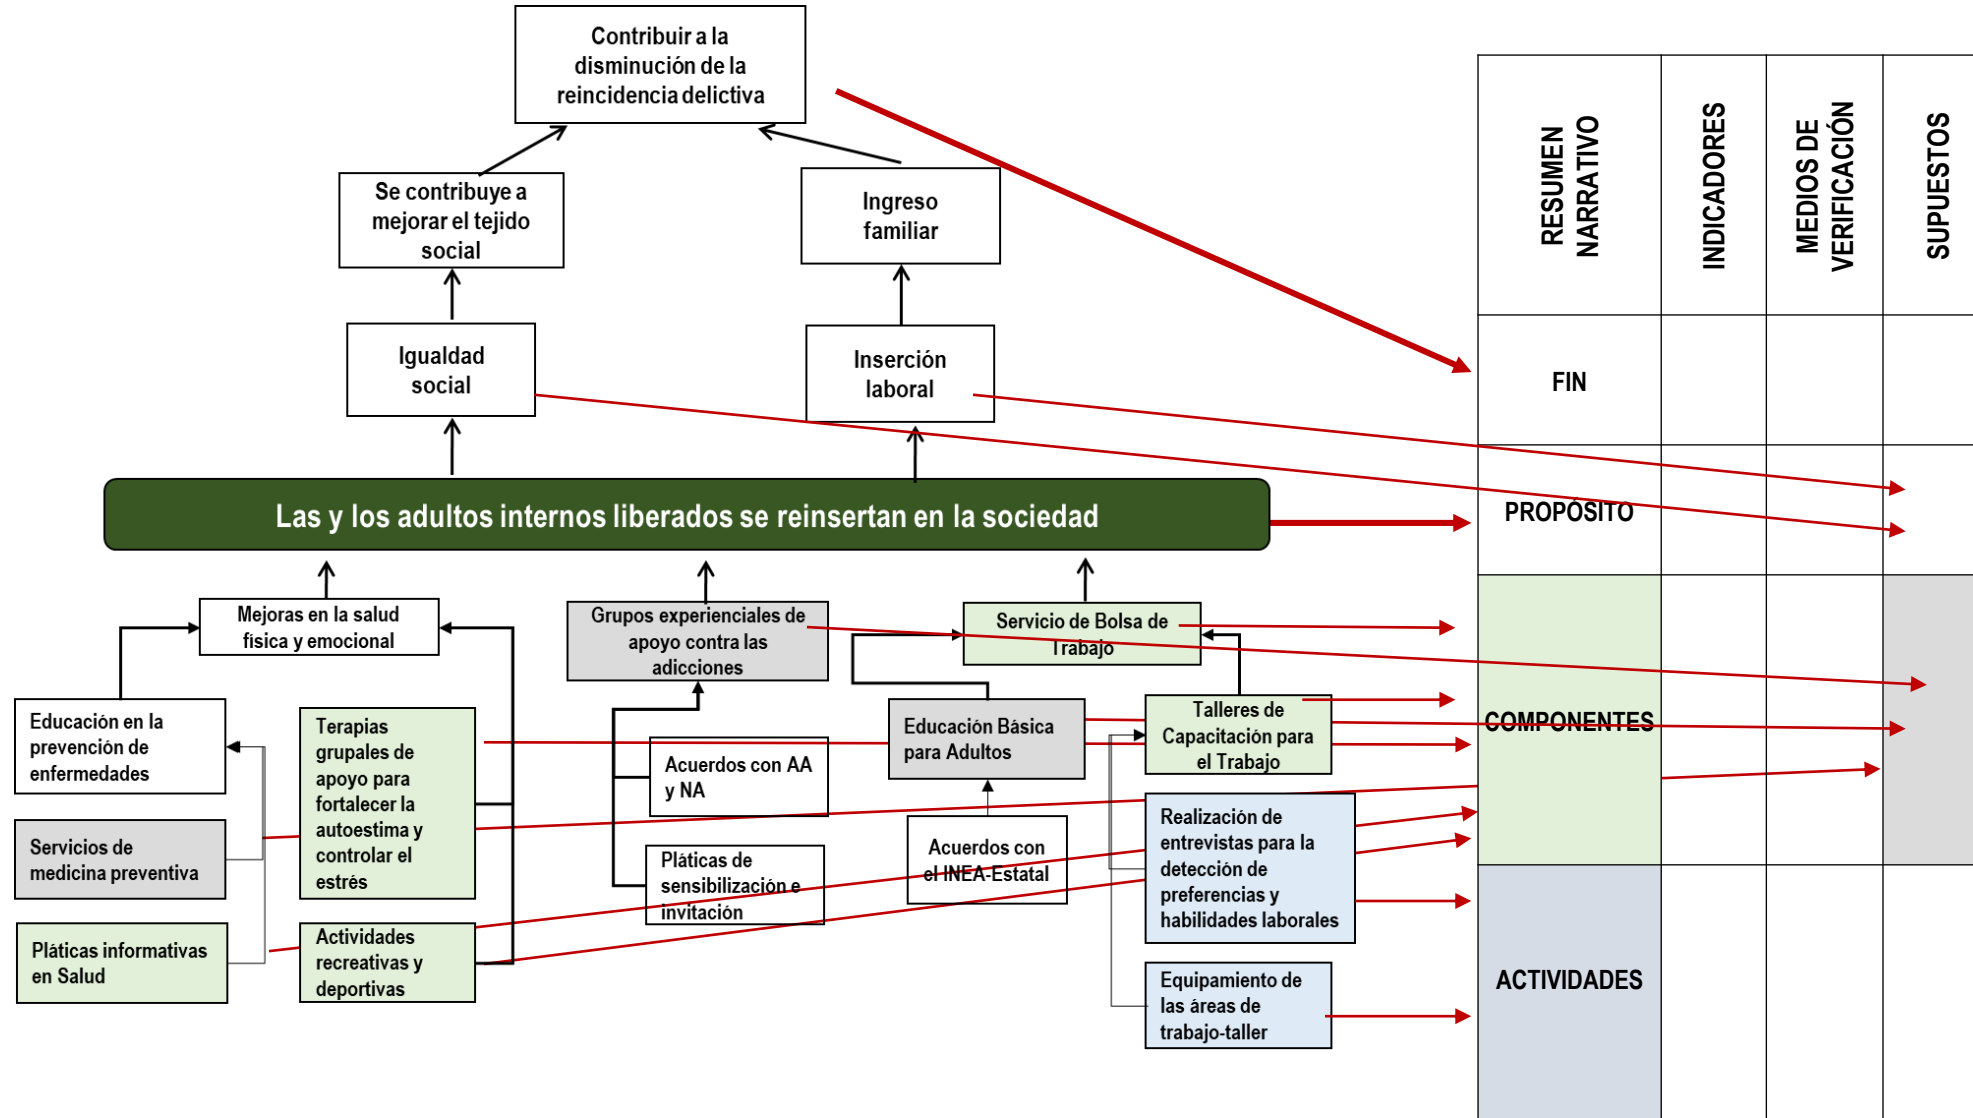 Contribuir a la
disminución de la
reincidencia delictiva
Se contribuye a
mejorar el tejido
social
Ingreso
familiar
Igualdad
social
Inserción
laboral
Las y los adultos internos liberados se reinsertan en la sociedad
Mejoras en la salud
física y emocional
Grupos experienciales de
apoyo contra las
adicciones
Servicio de Bolsa de
Trabajo
Educación en la
prevención de
enfermedades
Terapias
grupales de
apoyo para
fortalecer la
autoestima y
controlar el
estrés
Acuerdos con AA
y NA
Educación Básica
para Adultos
Talleres de
Capacitación para
el Trabajo
Servicios de
medicina preventiva
Pláticas de
sensibilización e
invitación
Acuerdos con
el INEA-Estatal
Realización de
entrevistas para la
detección de
preferencias y
habilidades laborales
Pláticas informativas
en Salud
Actividades
recreativas y
deportivas
Equipamiento de
las áreas de
trabajo-taller
RESUMEN
NARRATIVO
INDICADORES
MEDIOS DE
VERIFICACIÓN
SUPUESTOS
FIN
PROPÓSITO
COMPONENTES
ACTIVIDADES